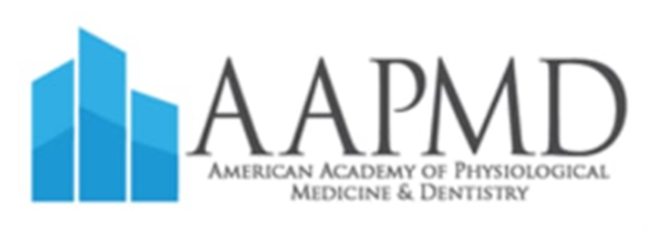 AAPMD
American Academy of Physiological
Medicine & Dentistry